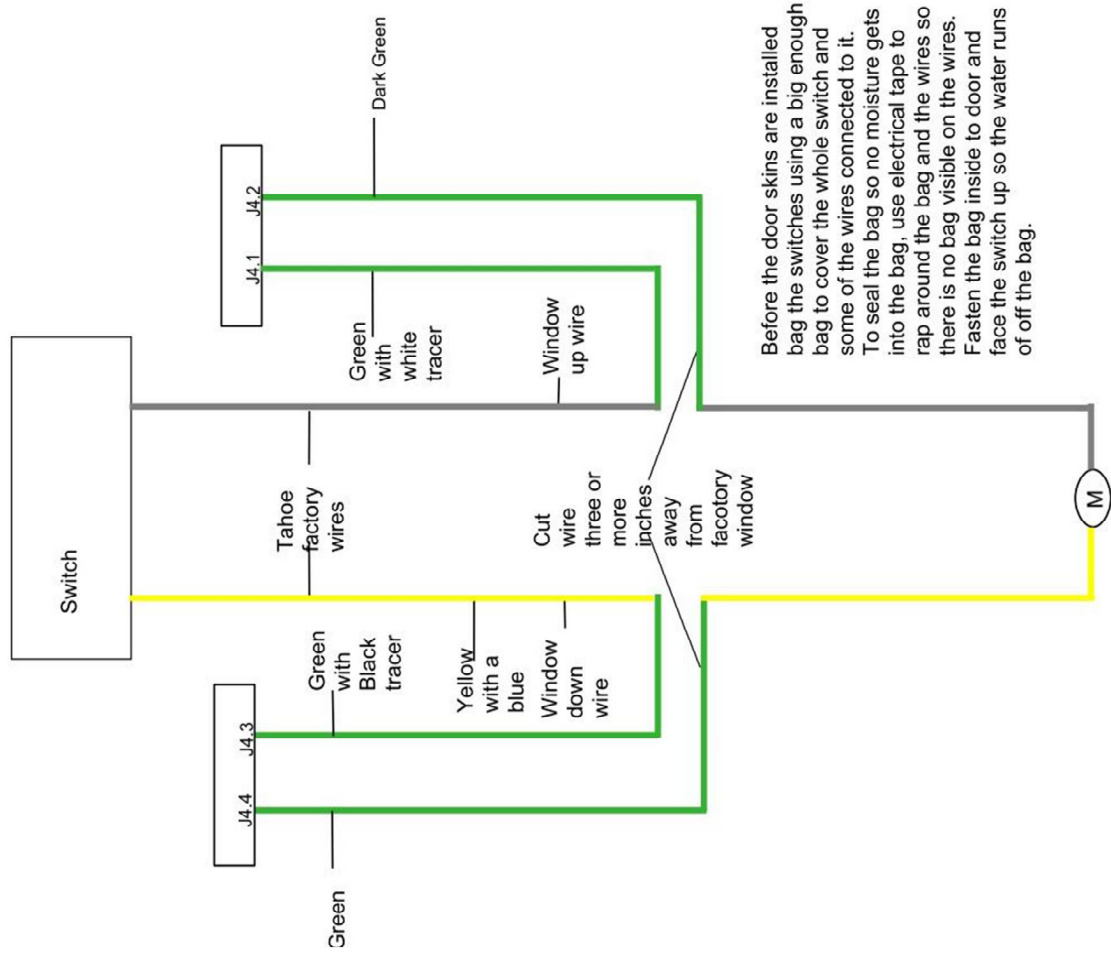 Switch
J4.4
J4.3
J4.1
J4.2
Green
Green
with
Black
tracer
Yellow
with a
blue
Window
down
wire
Tahoe
factory
wires
Cut
wire
three or
more
inches
away
from
facotory
window
Green
with
white
tracer
Window
up wire
Dark Green
M
Before the door skins are installed
bag the switches using a big enough
bag to cover the whole switch and
some of the wires connected to it.
To seal the bag so no moisture gets
into the bag, use electrical tape to
rap around the bag and the wires so
there is no bag visible on the wires.
Fasten the bag inside to door and
face the switch up so the water runs
of off the bag.